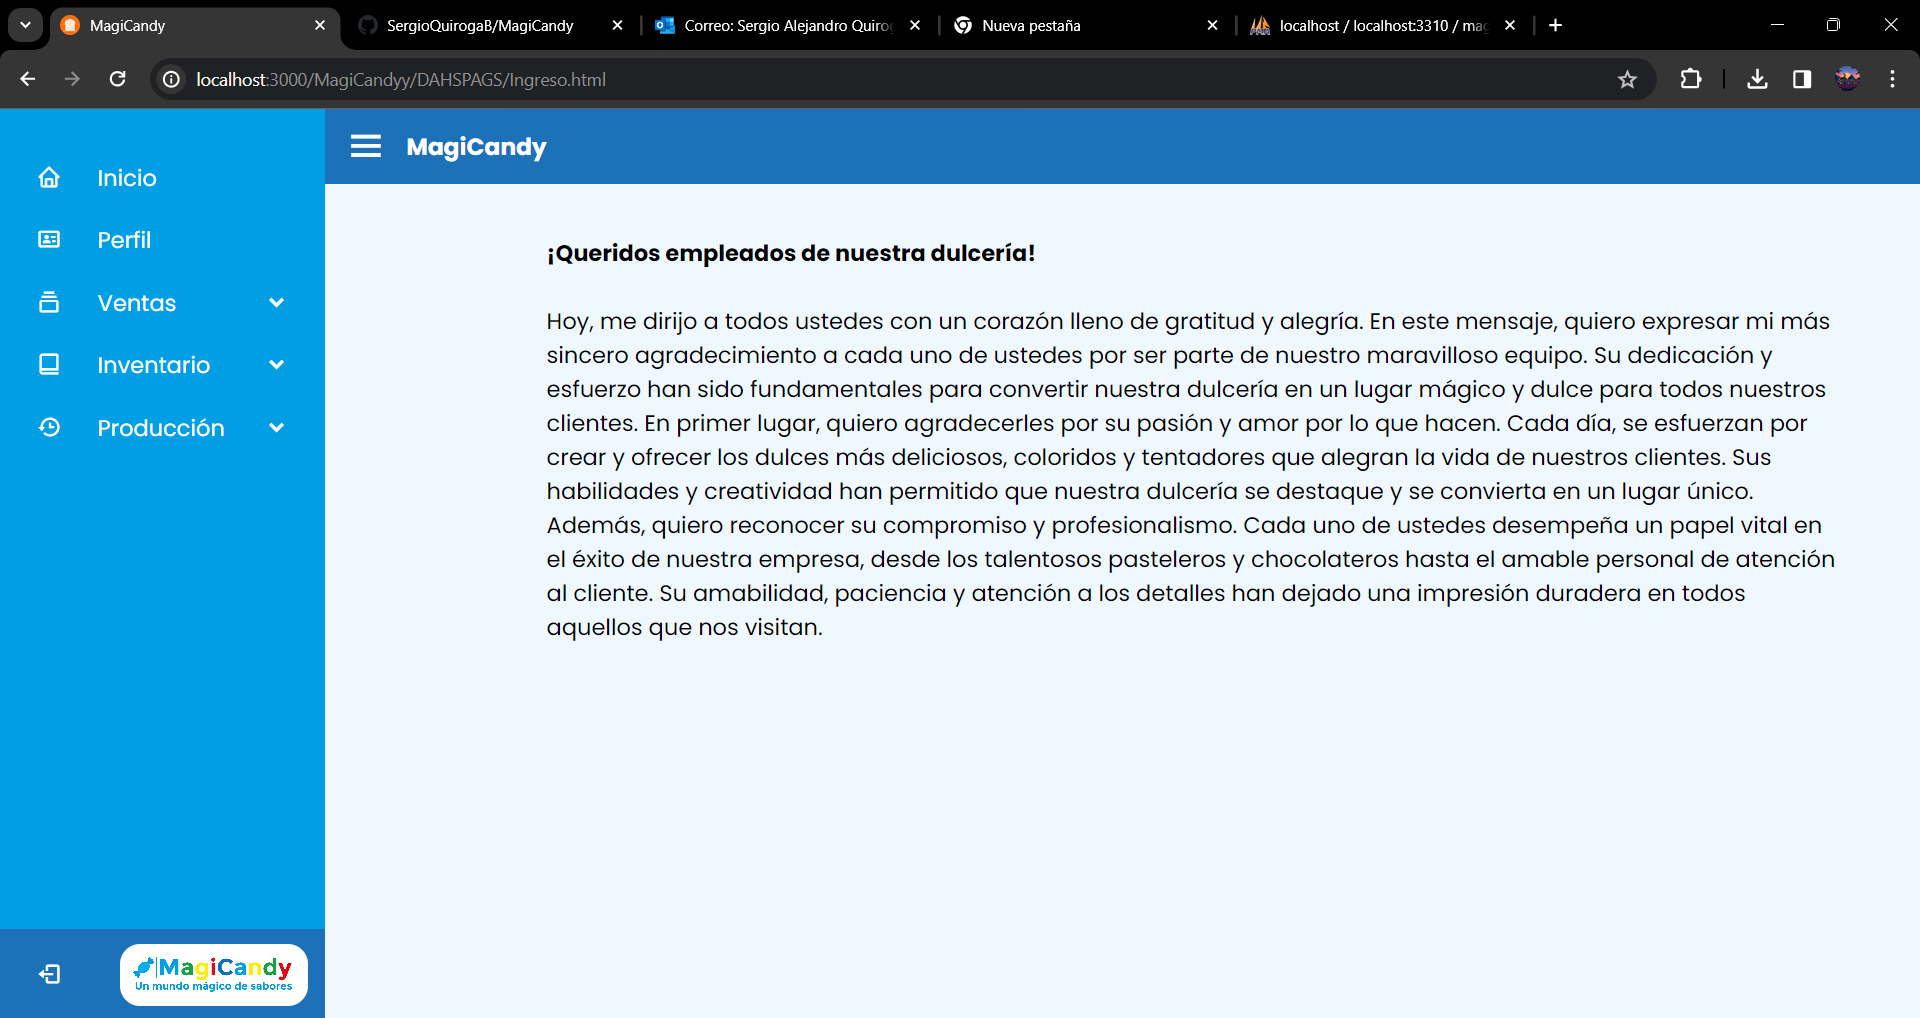 MagiCandy
SergioQuirogaB/MagiCandy
Correo: Sergio Alejandro Quirog
Nueva pestaña
localhost / localhost:3310 / mag
localhost:3000/MagiCandyy/DAHSPAGS/Ingreso.html
MagiCandy
Inicio
Perfil
Ventas
Inventario
Producción
¡Queridos empleados de nuestra dulcería!
Hoy, me dirijo a todos ustedes con un corazón lleno de gratitud y alegría. En este mensaje, quiero expresar mi más
sincero agradecimiento a cada uno de ustedes por ser parte de nuestro maravilloso equipo. Su dedicación y
esfuerzo han sido fundamentales para convertir nuestra dulcería en un lugar mágico y dulce para todos nuestros
clientes. En primer lugar, quiero agradecerles por su pasión y amor por lo que hacen. Cada día, se esfuerzan por
crear y ofrecer los dulces más deliciosos, coloridos y tentadores que alegran la vida de nuestros clientes. Sus
habilidades y creatividad han permitido que nuestra dulcería se destaque y se convierta en un lugar único.
Además, quiero reconocer su compromiso y profesionalismo. Cada uno de ustedes desempeña un papel vital en
el éxito de nuestra empresa, desde los talentosos pasteleros y chocolateros hasta el amable personal de atención
al cliente. Su amabilidad, paciencia y atención a los detalles han dejado una impresión duradera en todos
aquellos que nos visitan.
MagiCandy
Un mundo mágico de sabores